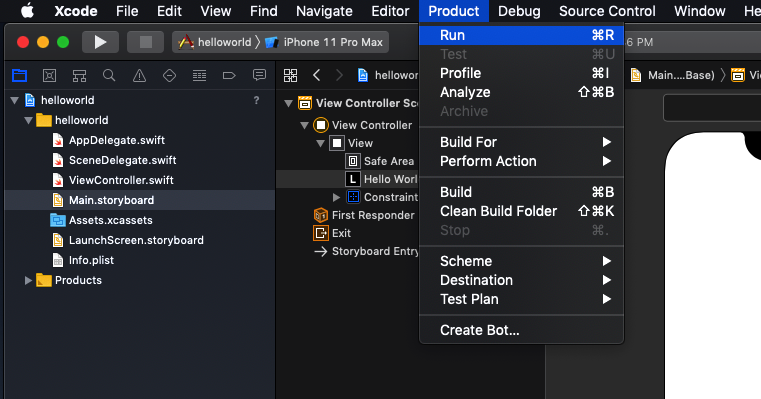 Xcode File Edit View Find Navigate Editor Product Debug Source Control Window He
helloworld iPhone 11 Pro Max
6 PM
hellowor
Main....Base)
Vi
helloworld ?
helloworld
AppDelegate.swift
SceneDelegate.swift
ViewController.swift
Main.storyboard
Assets.xcassets
LaunchScreen.storyboard
Info.plist
Products
View Controller Sce
View Controller
View
Safe Area
L Hello Worl
Constraint
First Responder
Exit
Storyboard Entry
Run ⌘R
Test ⌘U
Profile ⌘I
Analyze ⇧⌘B
Archive
Build For
Perform Action
Build ⌘B
Clean Build Folder ⇧⌘K
Stop ⌘.
Scheme
Destination
Test Plan
Create Bot...